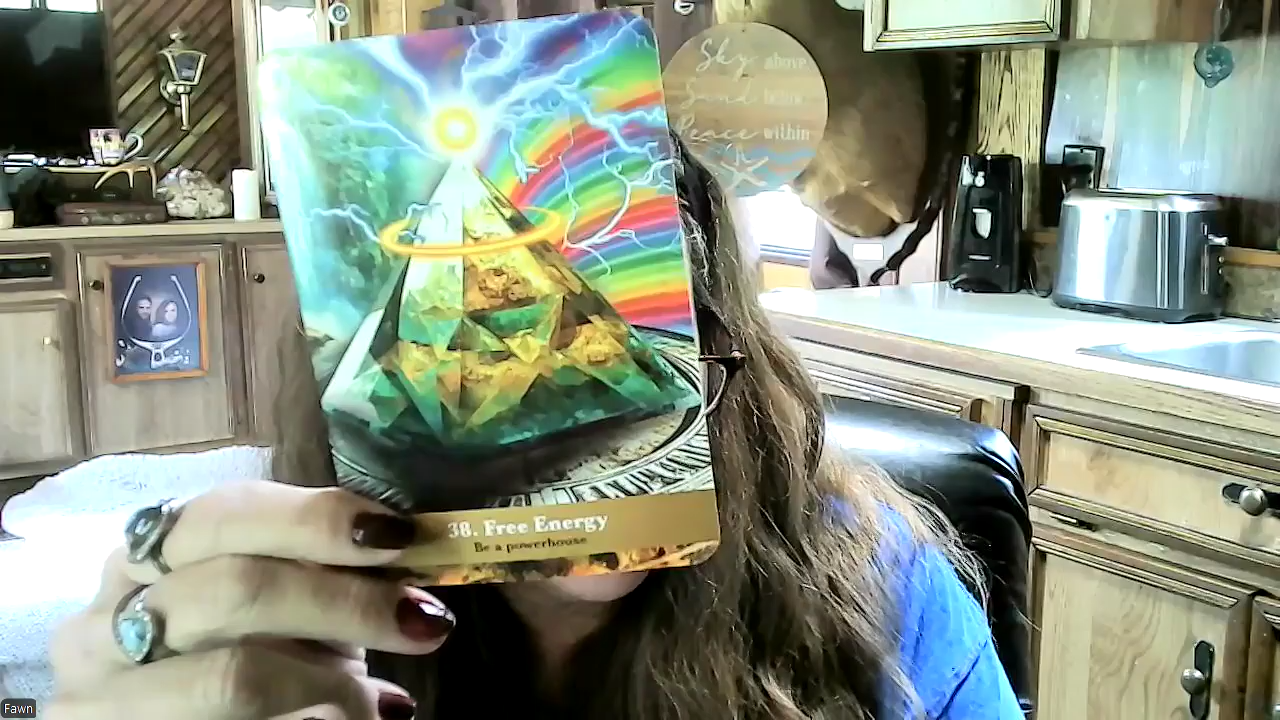 Sky above
Sand below
Peace within
38. Free Energy
Be a powerhouse
Fawn